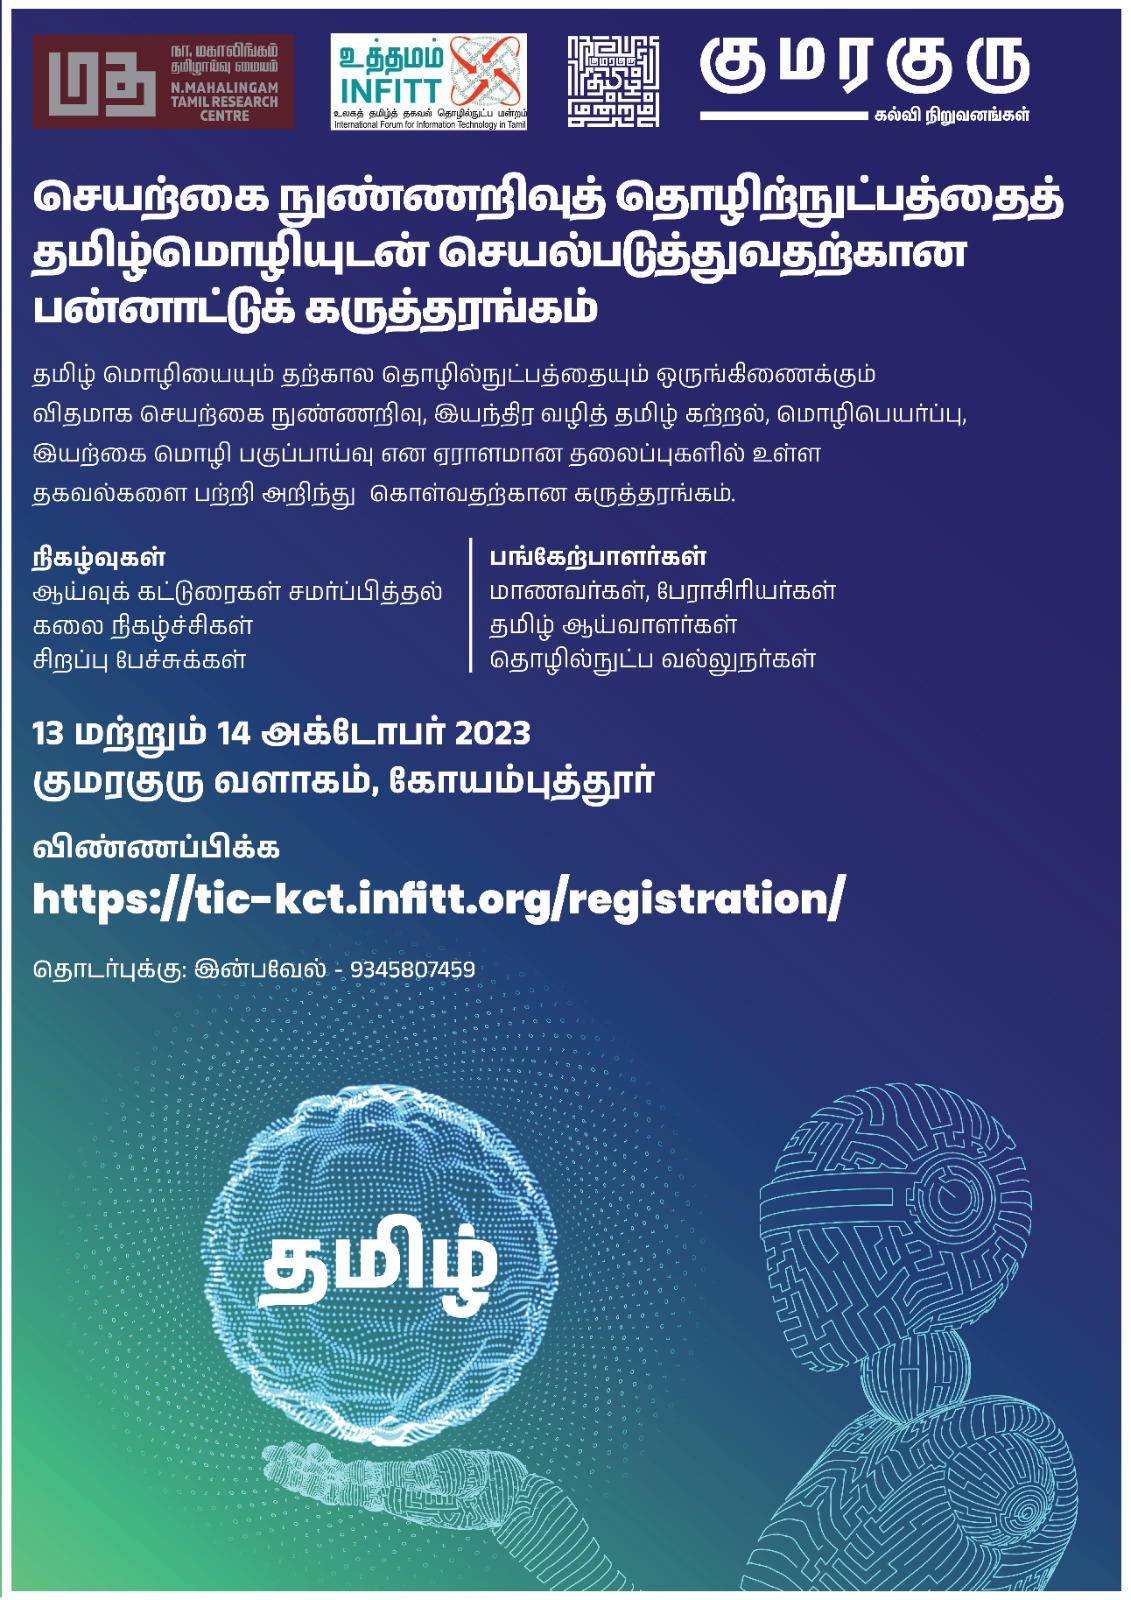 நா. மகாலிங்கம்
தமிழாய்வு மையம்
N.MAHALINGAM
TAMIL RESEARCH
CENTRE
உத்தமம்
INFITT
உலகத் தமிழ்த் தகவல் தொழில்நுட்ப மன்றம்
International Forum for Information Technology in Tamil
குமரகுரு
கல்வி நிறுவனங்கள்
செயற்கை நுண்ணறிவுத் தொழிற்நுட்பத்தைத்
தமிழ்மொழியுடன் செயல்படுத்துவதற்கான
பன்னாட்டுக் கருத்தரங்கம்
தமிழ் மொழியையும் தற்கால தொழில்நுட்பத்தையும் ஒருங்கிணைக்கும்
விதமாக செயற்கை நுண்ணறிவு, இயந்திர வழித் தமிழ் கற்றல், மொழிபெயர்ப்பு,
இயற்கை மொழி பகுப்பாய்வு என ஏராளமான தலைப்புகளில் உள்ள
தகவல்களை பற்றி அறிந்து கொள்வதற்கான கருத்தரங்கம்.
நிகழ்வுகள்
ஆய்வுக் கட்டுரைகள் சமர்ப்பித்தல்
கலை நிகழ்ச்சிகள்
சிறப்பு பேச்சுக்கள்
பங்கேற்பாளர்கள்
மாணவர்கள், பேராசிரியர்கள்
தமிழ் ஆய்வாளர்கள்
தொழில்நுட்ப வல்லுநர்கள்
13 மற்றும் 14 அக்டோபர் 2023
குமரகுரு வளாகம், கோயம்புத்தூர்
விண்ணப்பிக்க
https://tic-kct.infitt.org/registration/
தொடர்புக்கு: இன்பவேல் - 9345807459
தமிழ்